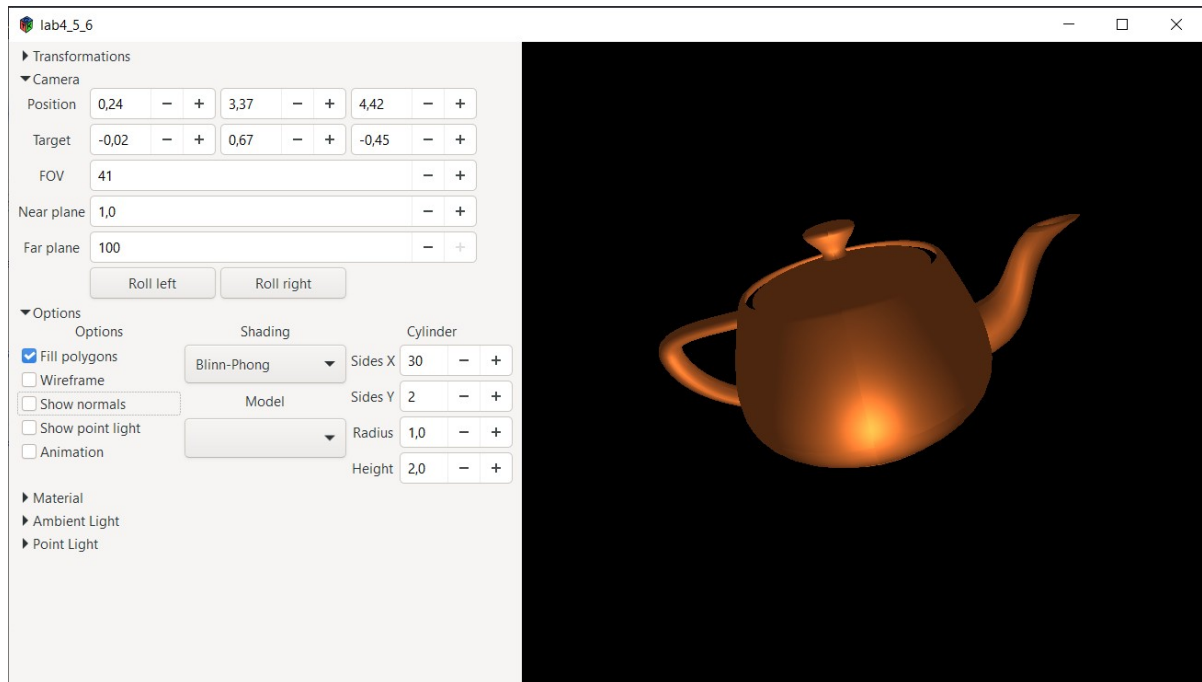 lab4_5_6
Transformations
Camera
Position 0,24 − + 3,37 − + 4,42 − +
Target -0,02 − + 0,67 − + -0,45 − +
FOV 41 − +
Near plane 1,0 − +
Far plane 100 − +
Roll left Roll right
Options
Options Shading Cylinder
Fill polygons Blinn-Phong Sides X 30 − +
Wireframe
Show normals Model Sides Y 2 − +
Show point light Radius 1,0 − +
Animation
Height 2,0 − +
Material
Ambient Light
Point Light